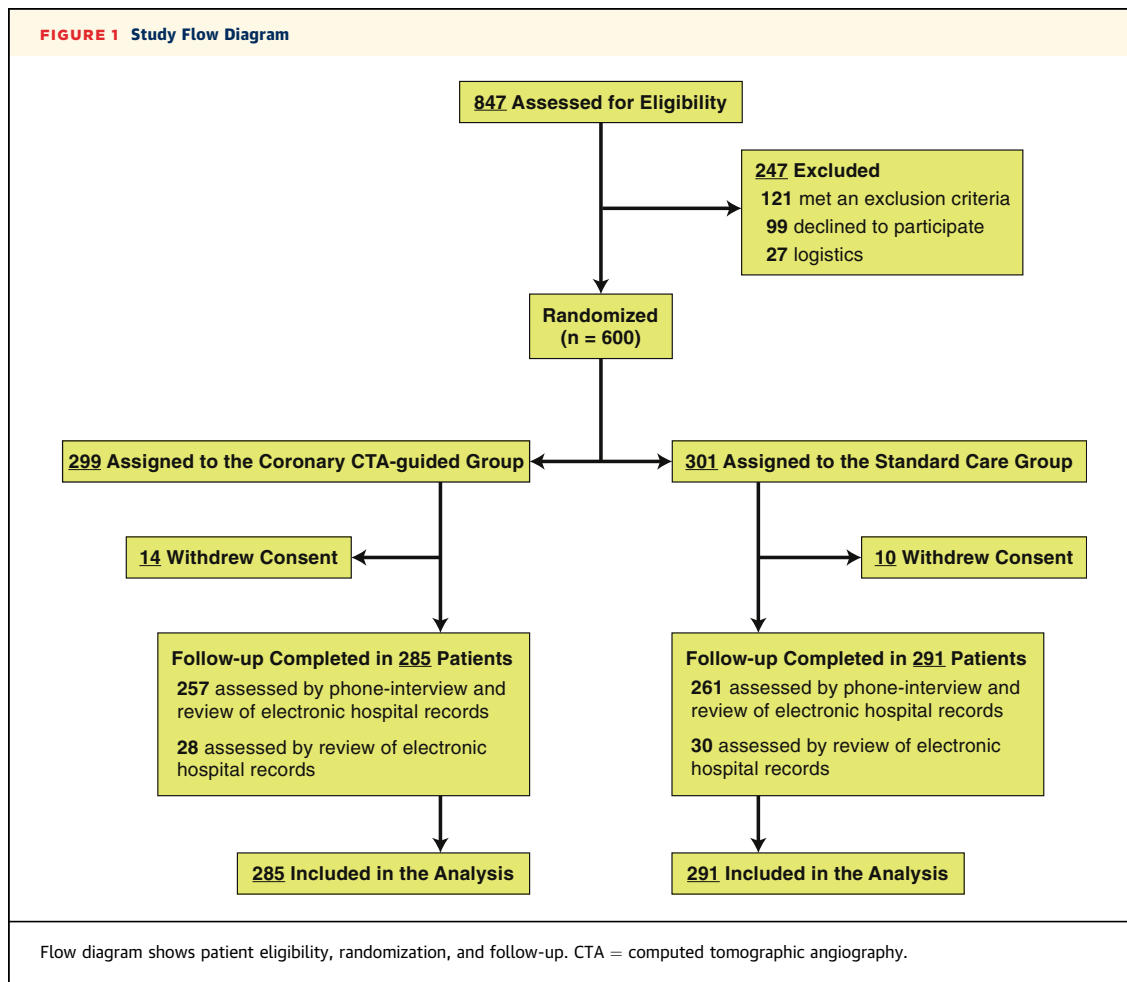 FIGURE 1 Study Flow Diagram
847 Assessed for Eligibility
247 Excluded
121 met an exclusion criteria
99 declined to participate
27 logistics
Randomized
(n = 600)
299 Assigned to the Coronary CTA-guided Group
301 Assigned to the Standard Care Group
14 Withdrew Consent
10 Withdrew Consent
Follow-up Completed in 285 Patients
257 assessed by phone-interview and
review of electronic hospital records
28 assessed by review of electronic
hospital records
Follow-up Completed in 291 Patients
261 assessed by phone-interview and
review of electronic hospital records
30 assessed by review of electronic
hospital records
285 Included in the Analysis
291 Included in the Analysis
Flow diagram shows patient eligibility, randomization, and follow-up. CTA = computed tomographic angiography.